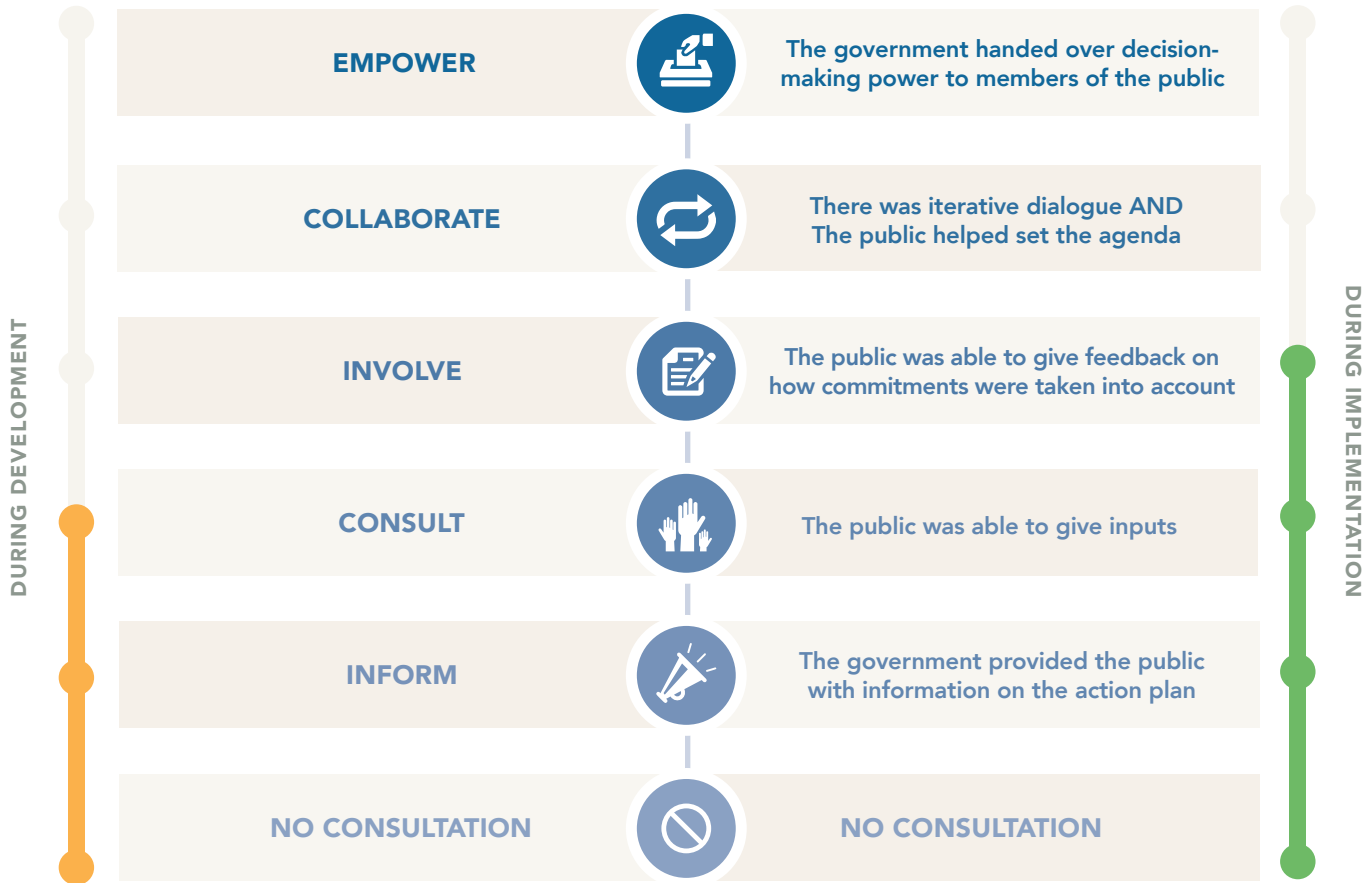 DURING DEVELOPMENT
EMPOWER
The government handed over decision-
making power to members of the public
COLLABORATE
There was iterative dialogue AND
The public helped set the agenda
INVOLVE
The public was able to give feedback on
how commitments were taken into account
CONSULT
The public was able to give inputs
INFORM
The government provided the public
with information on the action plan
NO CONSULTATION
NO CONSULTATION
DURING IMPLEMENTATION